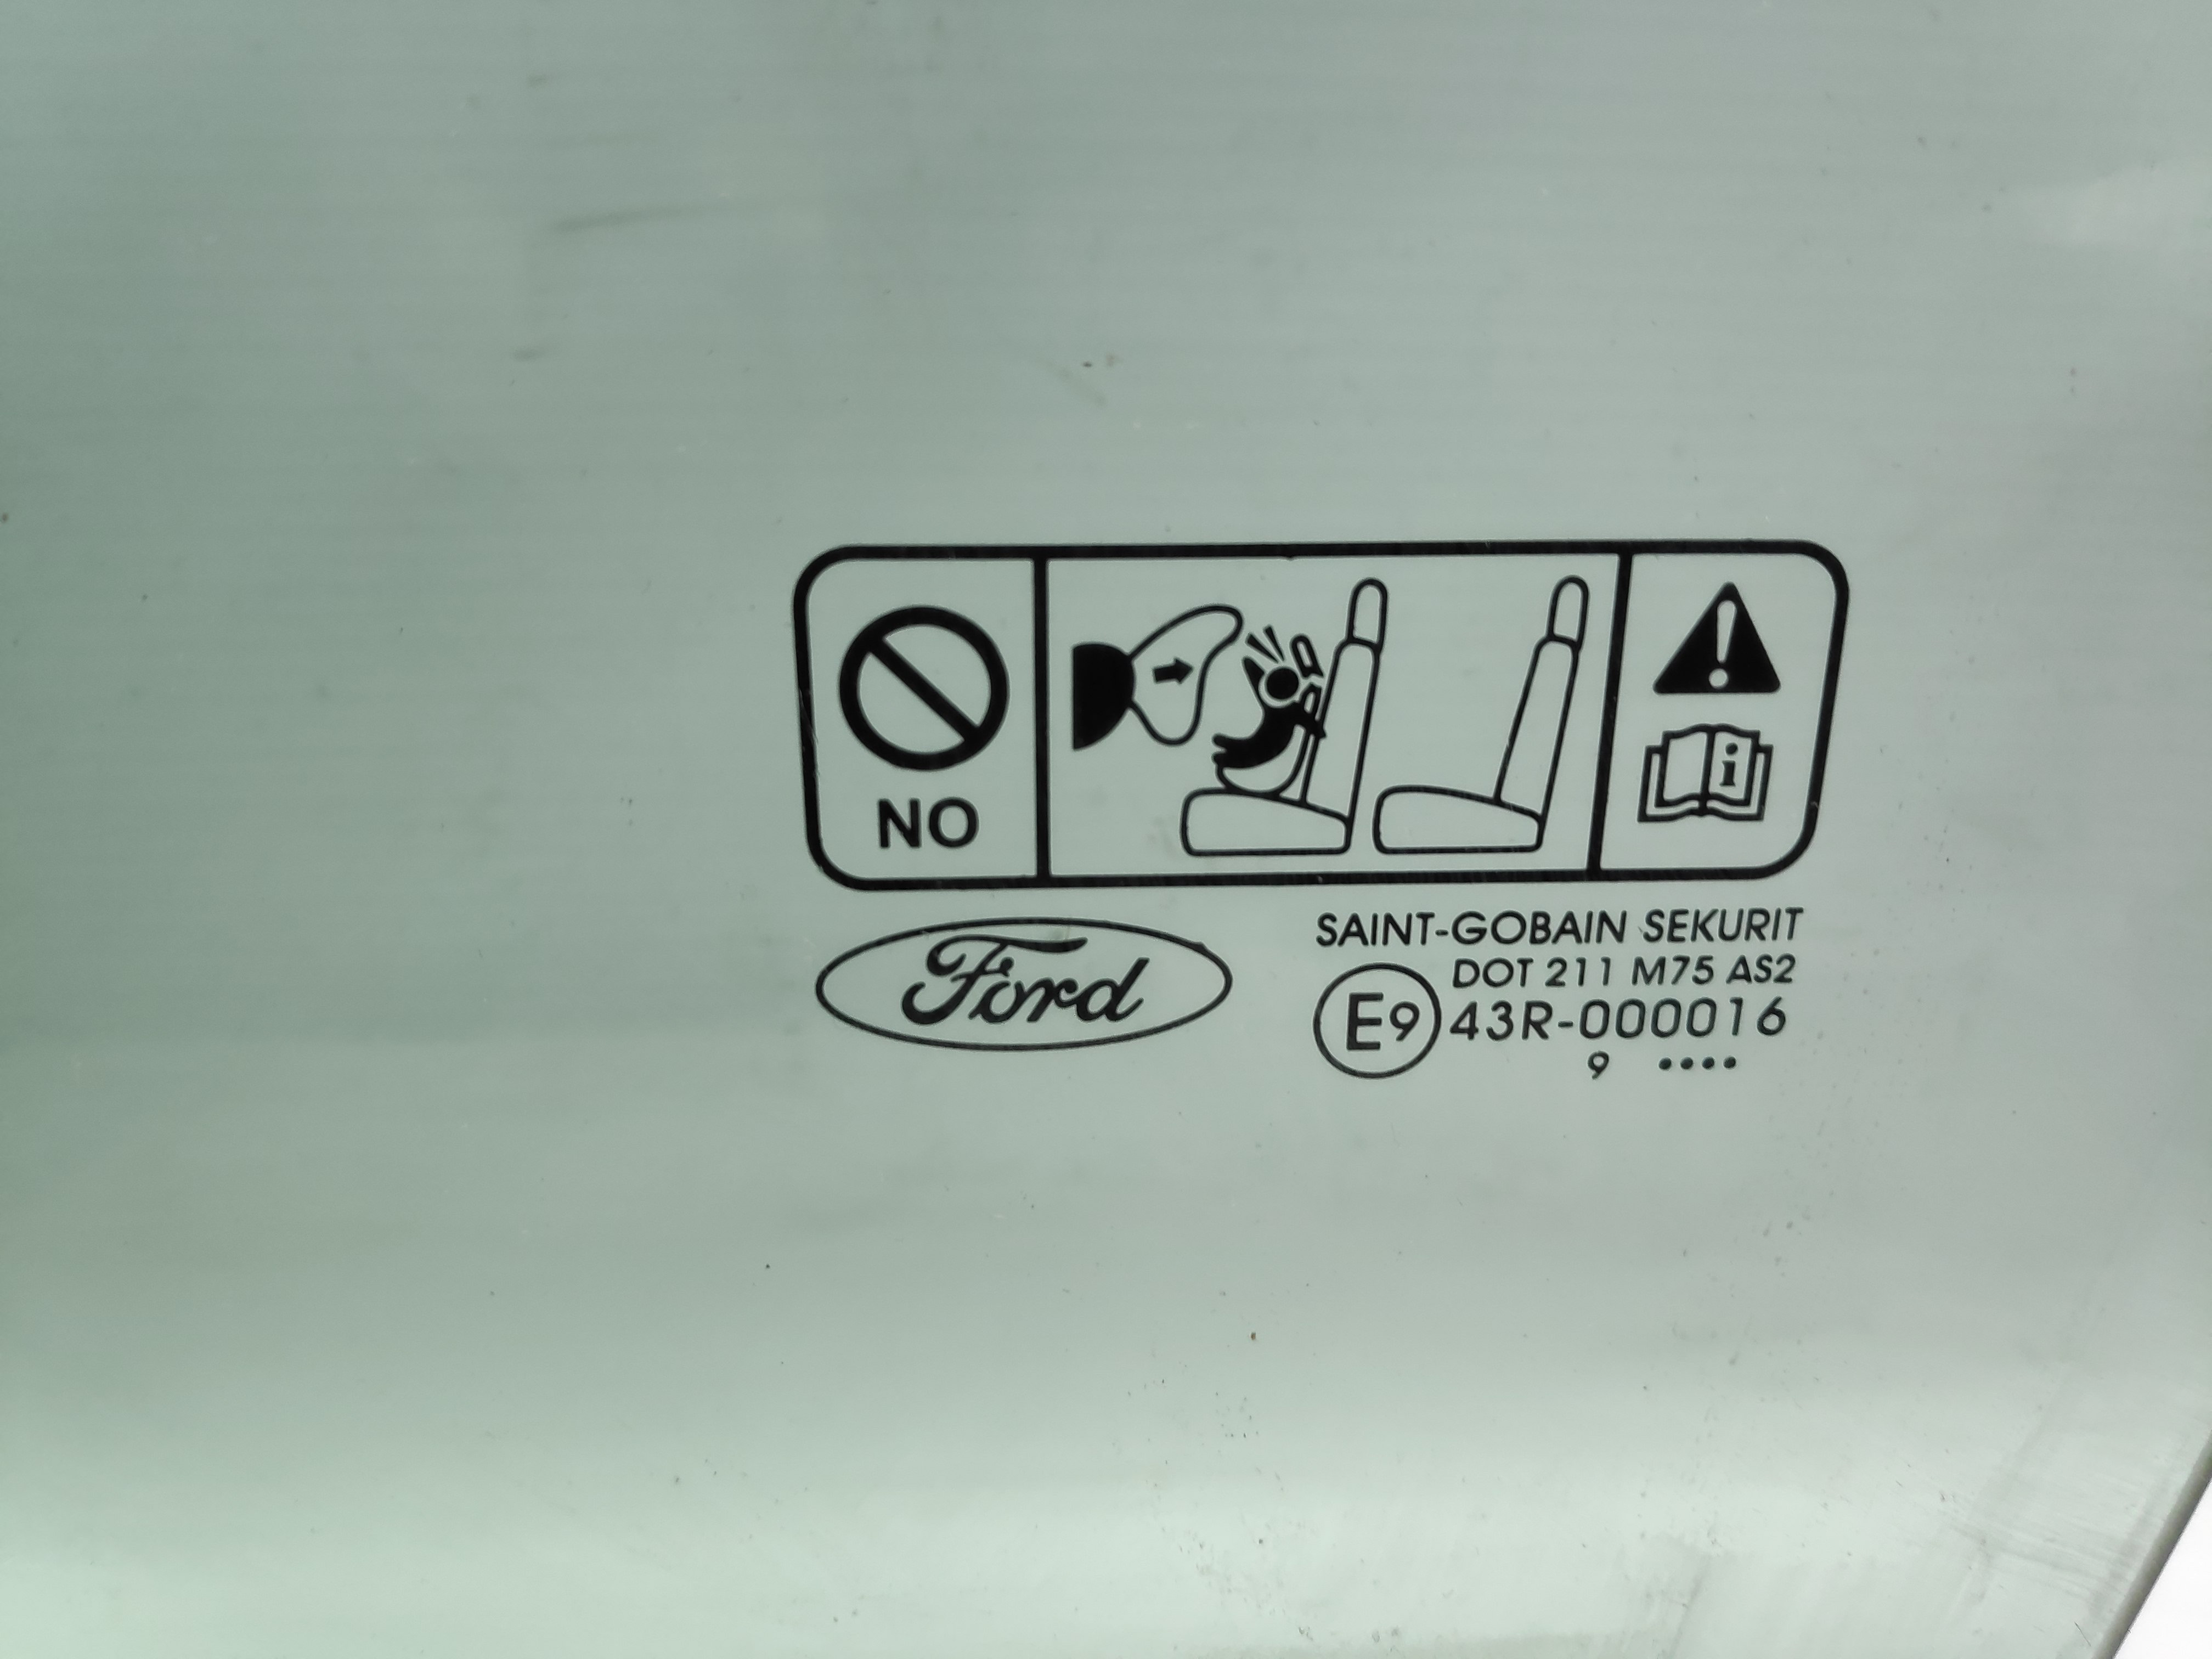 NO
Ford
SAINT-GOBAIN SEKURIT
DOT 211 M75 AS2
E9 43R-000016
9 ....